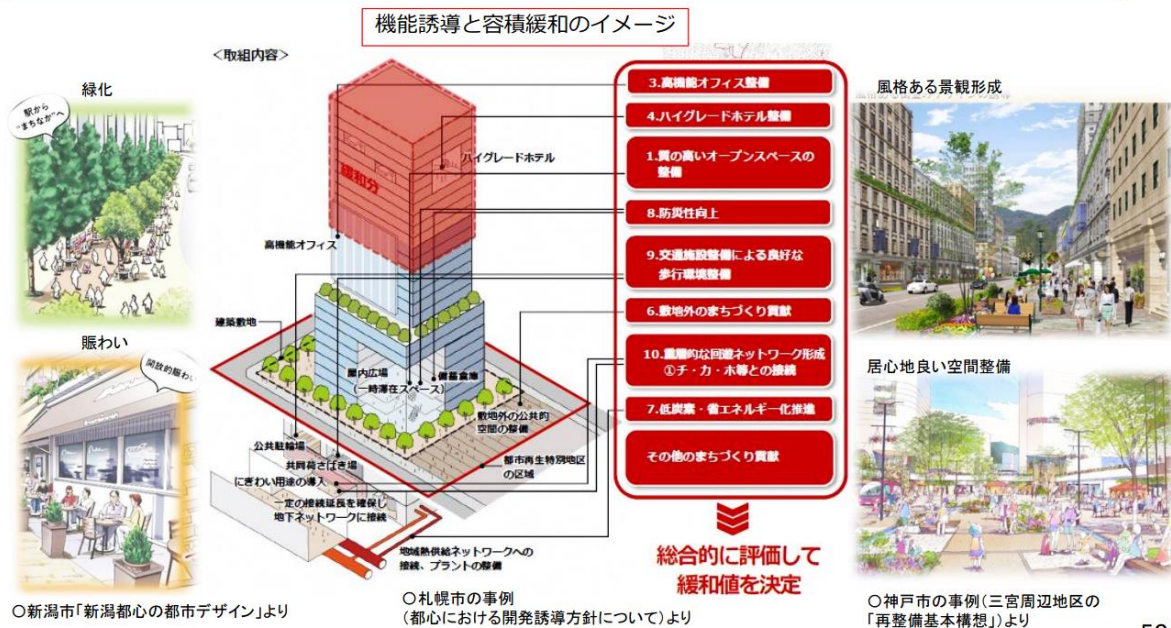 機能誘導と容積緩和のイメージ
<取組内容>
緑化
駅から
"まちなか"へ
賑わい
開放的賑わい
○新潟市「新潟都心の都市デザイン」より
緩和分
ハイグレードホテル
高機能オフィス
建築敷地
屋内広場
(一時滞在スペース)
備蓄倉庫
敷地外の公共的
空間の整備
公共駐輪場
共同荷さばき場
にぎわい用途の導入
都市再生特別地区
の区域
一定の接続延長を確保し
地下ネットワークに接続
地域熱供給ネットワークへの
接続、プラントの整備
○札幌市の事例
(都心における開発誘導方針について)より
3.高機能オフィス整備
4.ハイグレードホテル整備
1.質の高いオープンスペースの
整備
8.防災性向上
9.交通施設整備による良好な
歩行環境整備
6.敷地外のまちづくり貢献
10.重層的な回遊ネットワーク形成
①チ・カ・ホ等との接続
7.低炭素・省エネルギー化推進
その他のまちづくり貢献
総合的に評価して
緩和値を決定
風格ある景観形成
居心地良い空間整備
○神戸市の事例(三宮周辺地区の
「再整備基本構想」)より